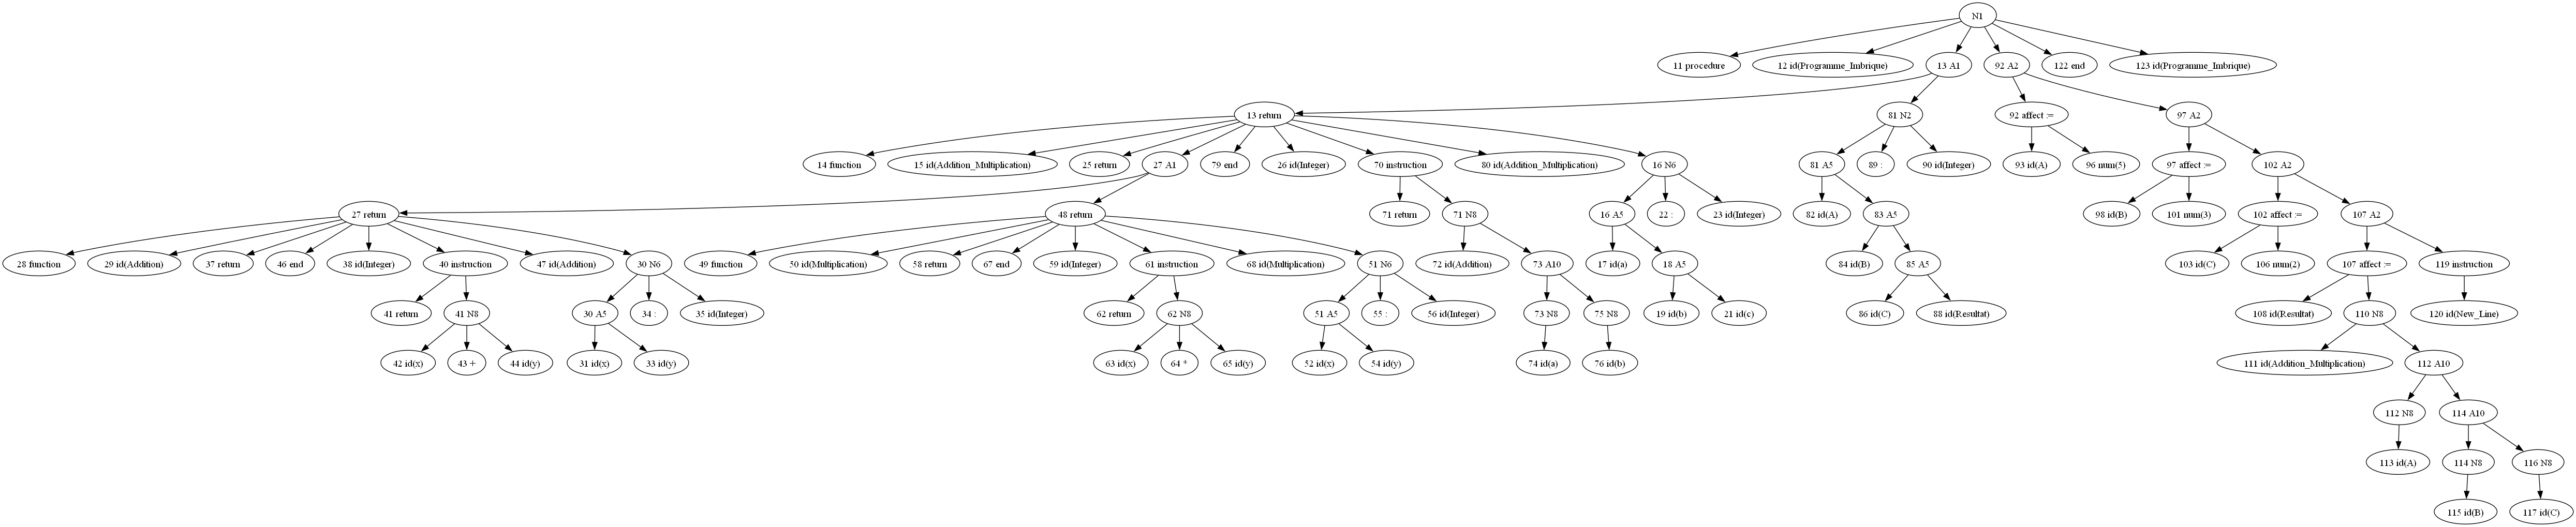 N1
11 procedure
12 id(Programme_Imbrique)
13 A1
92 A2
122 end
123 id(Programme_Imbrique)
13 return
81 N2
92 affect :=
97 A2
14 function
15 id(Addition_Multiplication)
25 return
27 A1
79 end
26 id(Integer)
70 instruction
80 id(Addition_Multiplication)
16 N6
81 A5
89 :
90 id(Integer)
93 id(A)
96 num(5)
97 affect :=
102 A2
27 return
48 return
71 return
71 N8
16 A5
22 :
23 id(Integer)
82 id(A)
83 A5
98 id(B)
101 num(3)
102 affect :=
107 A2
28 function
29 id(Addition)
37 return
46 end
38 id(Integer)
40 instruction
47 id(Addition)
30 N6
49 function
50 id(Multiplication)
58 return
67 end
59 id(Integer)
61 instruction
68 id(Multiplication)
51 N6
72 id(Addition)
73 A10
17 id(a)
18 A5
84 id(B)
85 A5
103 id(C)
106 num(2)
107 affect :=
119 instruction
41 return
41 N8
30 A5
34 :
35 id(Integer)
62 return
62 N8
51 A5
55 :
56 id(Integer)
73 N8
75 N8
19 id(b)
21 id(c)
86 id(C)
88 id(Resultat)
108 id(Resultat)
110 N8
120 id(New_Line)
42 id(x)
43 +
44 id(y)
31 id(x)
33 id(y)
63 id(x)
64 *
65 id(y)
52 id(x)
54 id(y)
74 id(a)
76 id(b)
111 id(Addition_Multiplication)
112 A10
112 N8
114 A10
113 id(A)
114 N8
116 N8
115 id(B)
117 id(C)